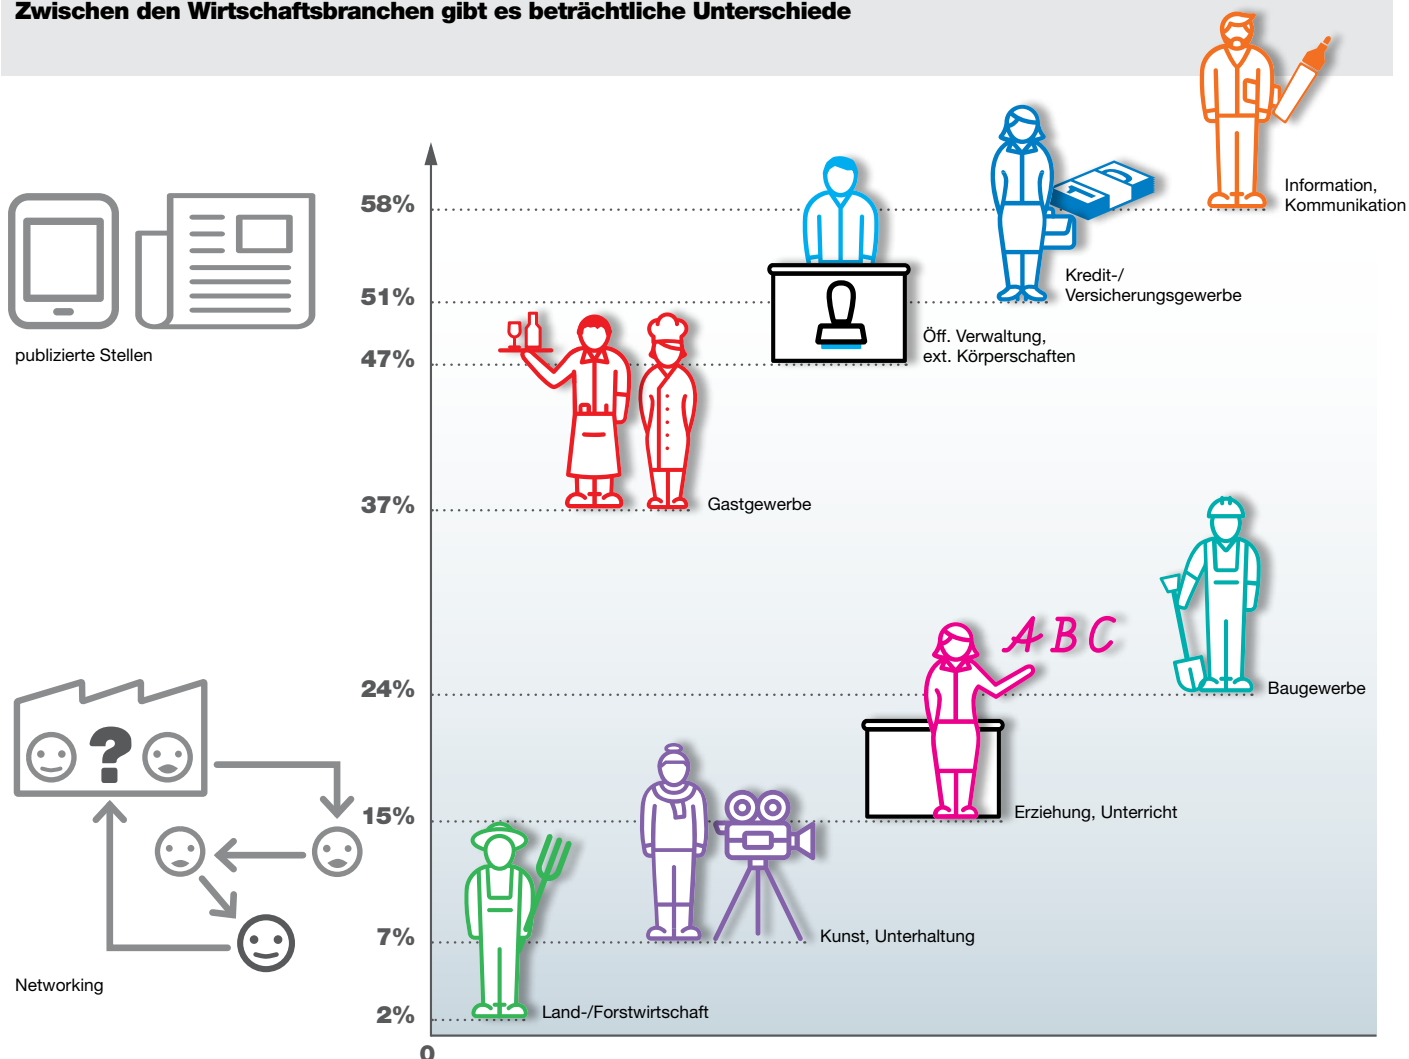 Zwischen den Wirtschaftsbranchen gibt es beträchtliche Unterschiede
58%
Information,
Kommunikation
51%
Kredit-/
Versicherungsgewerbe
10
publizierte Stellen
47%
Öff. Verwaltung,
ext. Körperschaften
37%
Gastgewerbe
A B C
24%
Baugewerbe
?
15%
Erziehung, Unterricht
7%
Kunst, Unterhaltung
Networking
2%
Land-/Forstwirtschaft
0